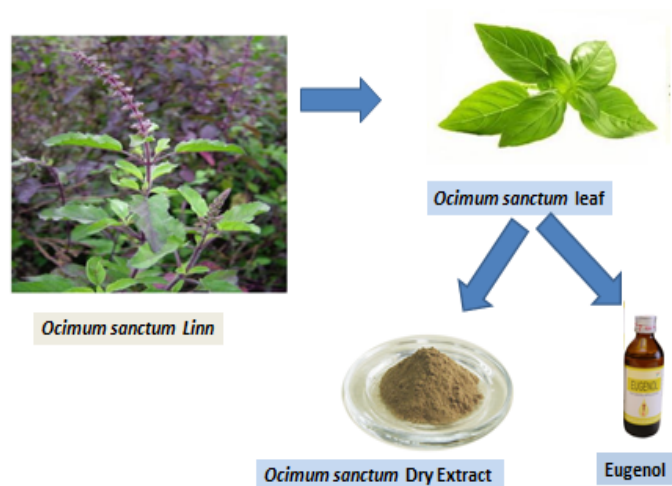 Ocimum sanctum leaf
Ocimum sanctum Linn
EUGENOL
Ocimum sanctum Dry Extract
Eugenol